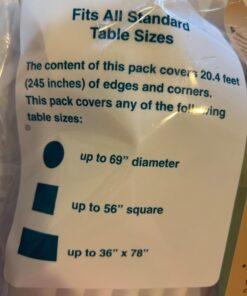 Fits All Standard
Table Sizes
The content of this pack covers 20.4 feet
(245 inches) of edges and corners.
This pack covers any of the following
table sizes:
up to 69" diameter
up to 56" square
up to 36" x 78"